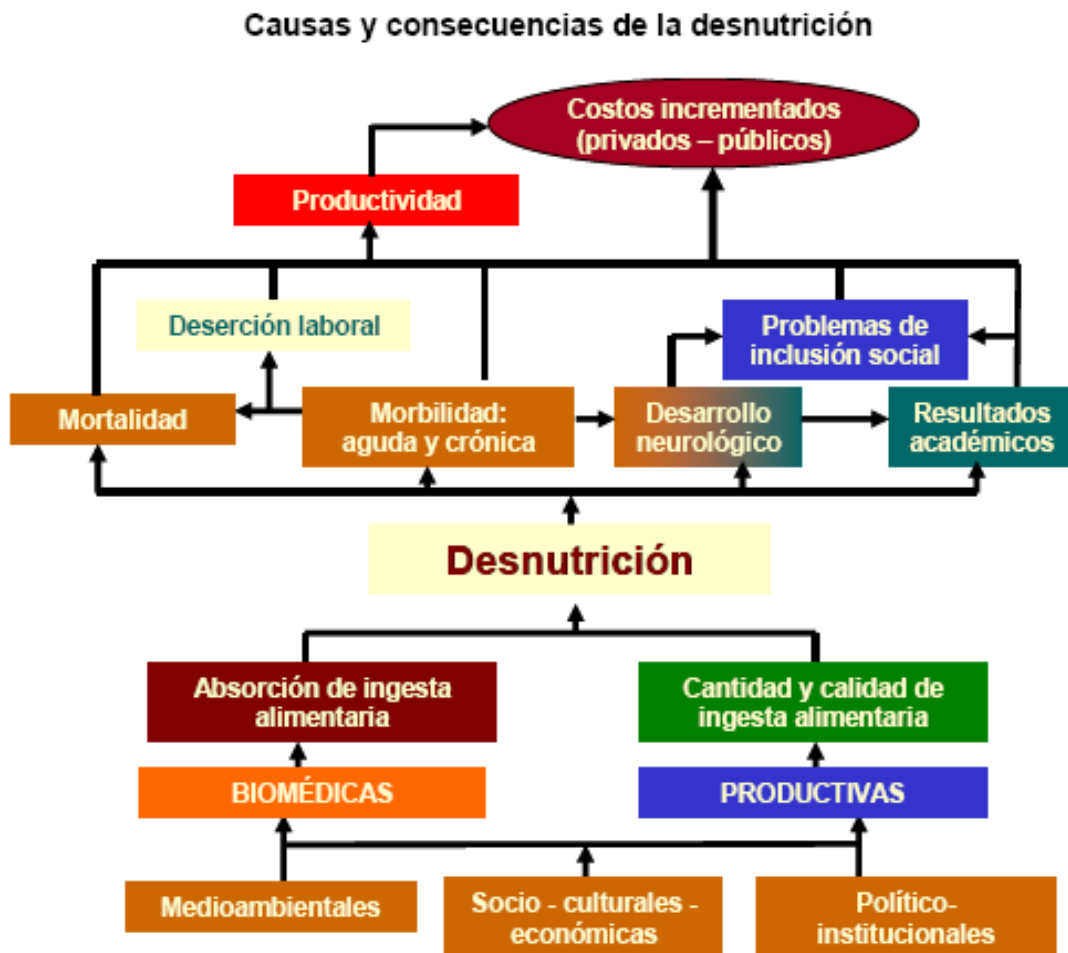 Causas y consecuencias de la desnutrición
Costos incrementados
(privados – públicos)
Productividad
Deserción laboral
Problemas de
inclusión social
Mortalidad
Morbilidad:
aguda y crónica
Desarrollo
neurológico
Resultados
académicos
Desnutrición
Absorción de ingesta
alimentaria
Cantidad y calidad de
ingesta alimentaria
BIOMÉDICAS
PRODUCTIVAS
Medioambientales
Socio - culturales -
económicas
Político-
institucionales